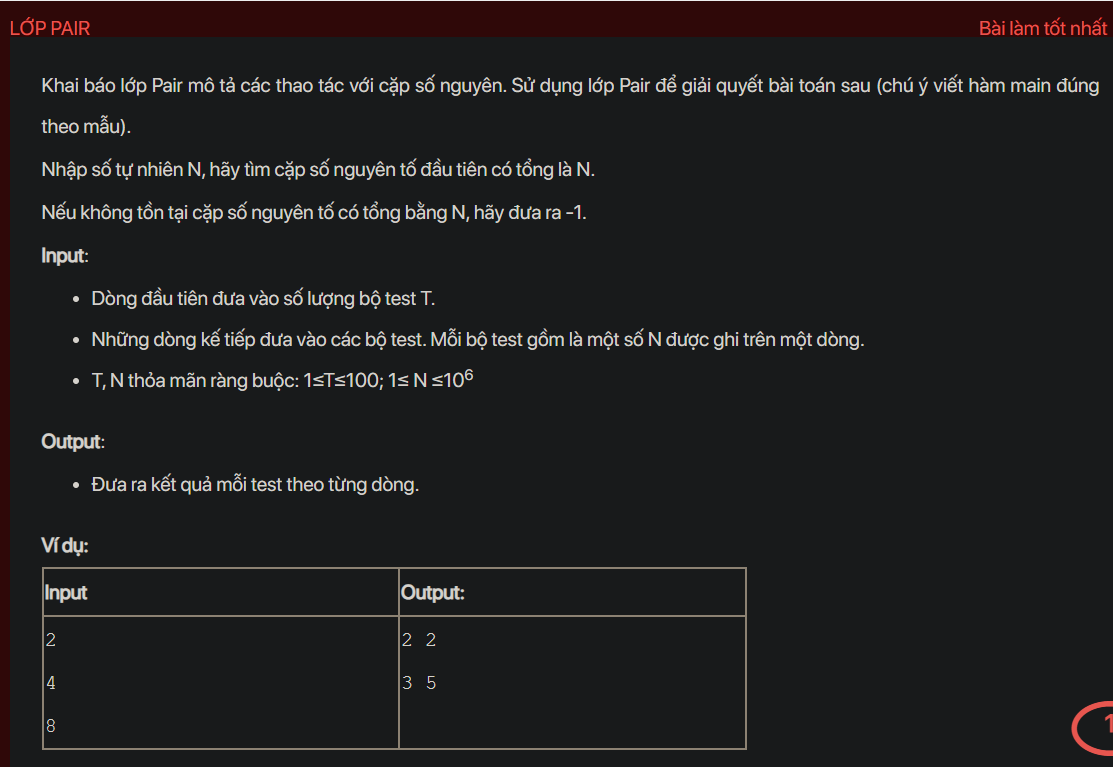 LỚP PAIR
Bài làm tốt nhất
Khai báo lớp Pair mô tả các thao tác với cặp số nguyên. Sử dụng lớp Pair để giải quyết bài toán sau (chú ý viết hàm main đúng
theo mẫu).
Nhập số tự nhiên N, hãy tìm cặp số nguyên tố đầu tiên có tổng là N.
Nếu không tồn tại cặp số nguyên tố có tổng bằng N, hãy đưa ra -1.
Input:
• Dòng đầu tiên đưa vào số lượng bộ test T.
• Những dòng kế tiếp đưa vào các bộ test. Mỗi bộ test gồm là một số N được ghi trên một dòng.
• T, N thỏa mãn ràng buộc: 1≤T≤100; 1≤ N ≤10⁶
Output:
• Đưa ra kết quả mỗi test theo từng dòng.
Ví dụ:
Input Output:
2 2 2
4 3 5
8
1